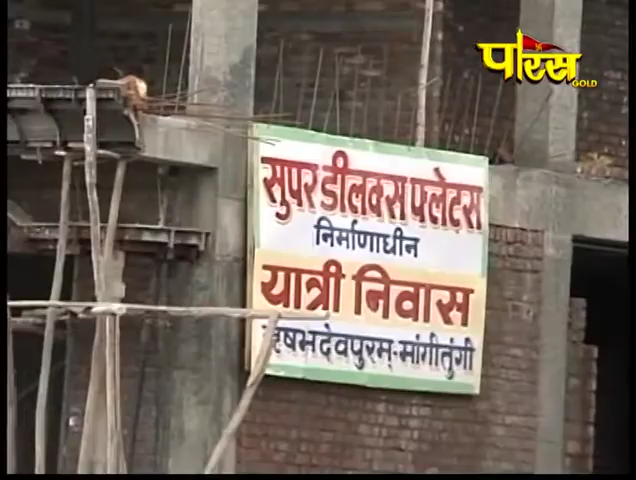 पारस
GOLD
सुपर डीलक्स फ्लेटस
निर्माणाधीन
यात्री निवास
ऋषभदेवपुरम्-मांगीतुंगी